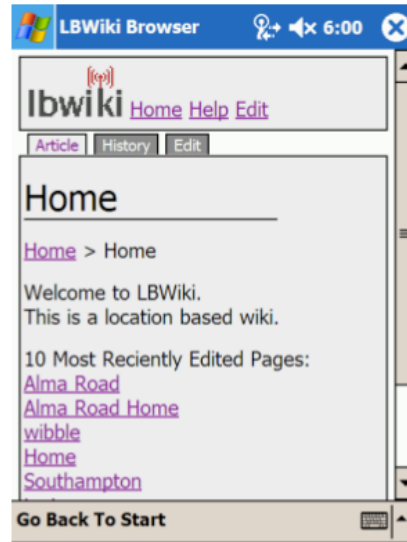 LBWiki Browser 6:00
lbwiki Home Help Edit
Article History Edit
Home
Home > Home
Welcome to LBWiki.
This is a location based wiki.
10 Most Reciently Edited Pages:
Alma Road
Alma Road Home
wibble
Home
Southampton
Go Back To Start